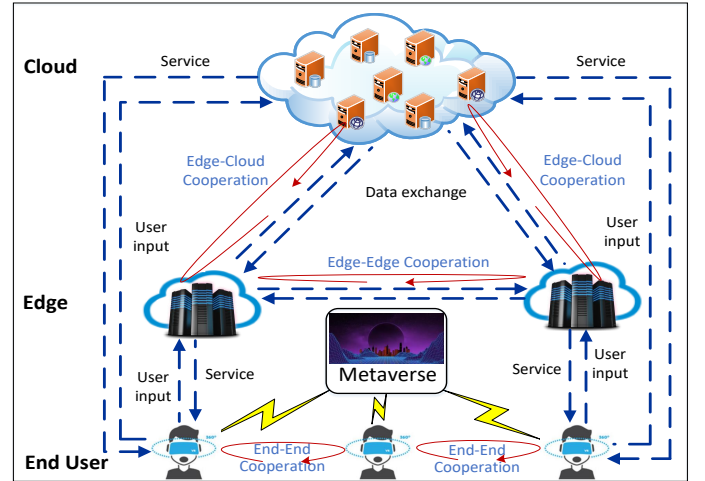 Cloud
Service
Service
Edge-Cloud
Cooperation
Edge-Cloud
Cooperation
Data exchange
User
input
User
input
Edge-Edge Cooperation
Edge
Metaverse
User
input
Service
Service
User
input
End User
End-End
Cooperation
End-End
Cooperation